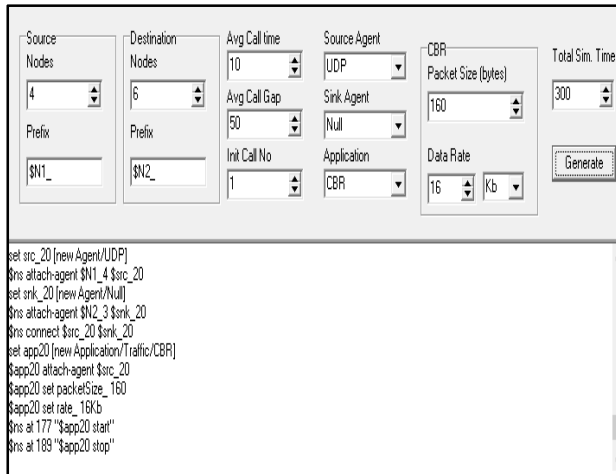 Source
Nodes
4
Prefix
$N1_
Destination
Nodes
6
Prefix
$N2_
Avg Call time
10
Avg Call Gap
50
Init Call No
1
Source Agent
UDP
Sink Agent
Null
Application
CBR
CBR
Packet Size (bytes)
160
Data Rate
16 Kb
Total Sim. Time
300
Generate
set src_20 [new Agent/UDP]
$ns attach-agent $N1_4 $src_20
set snk_20 [new Agent/Null]
$ns attach-agent $N2_3 $snk_20
$ns connect $src_20 $snk_20
set app20 [new Application/Traffic/CBR]
$app20 attach-agent $src_20
$app20 set packetSize_ 160
$app20 set rate_ 16Kb
$ns at 177 "$app20 start"
$ns at 189 "$app20 stop"